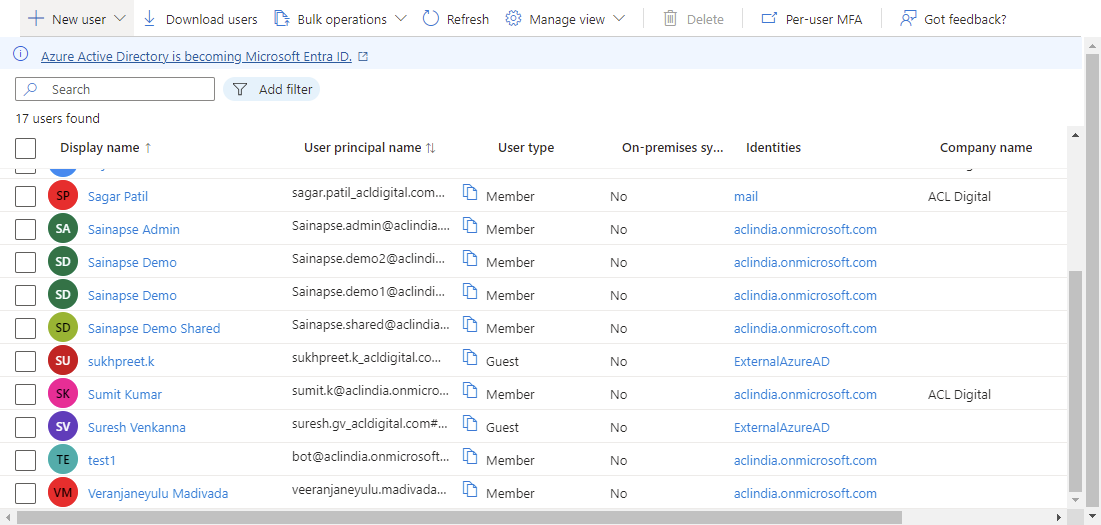 New user Download users Bulk operations Refresh Manage view Delete Per-user MFA Got feedback?
Azure Active Directory is becoming Microsoft Entra ID.
Search Add filter
17 users found
Display name ↑ User principal name ↑↓ User type On-premises sy... Identities Company name
SP Sagar Patil sagar.patil_acldigital.com... Member No mail ACL Digital
SA Sainapse Admin Sainapse.admin@aclindia.... Member No aclindia.onmicrosoft.com
SD Sainapse Demo Sainapse.demo2@aclindi... Member No aclindia.onmicrosoft.com
SD Sainapse Demo Sainapse.demo1@aclindi... Member No aclindia.onmicrosoft.com
SD Sainapse Demo Shared Sainapse.shared@aclindia... Member No aclindia.onmicrosoft.com
SU sukhpreet.k sukhpreet.k_acldigital.co... Guest No ExternalAzureAD
SK Sumit Kumar sumit.k@aclindia.onmicro... Member No aclindia.onmicrosoft.com ACL Digital
SV Suresh Venkanna suresh.gv_acldigital.com#... Guest No ExternalAzureAD
TE test1 bot@aclindia.onmicrosoft... Member No aclindia.onmicrosoft.com
VM Veranjaneyulu Madivada veeranjaneyulu.madivada... Member No aclindia.onmicrosoft.com